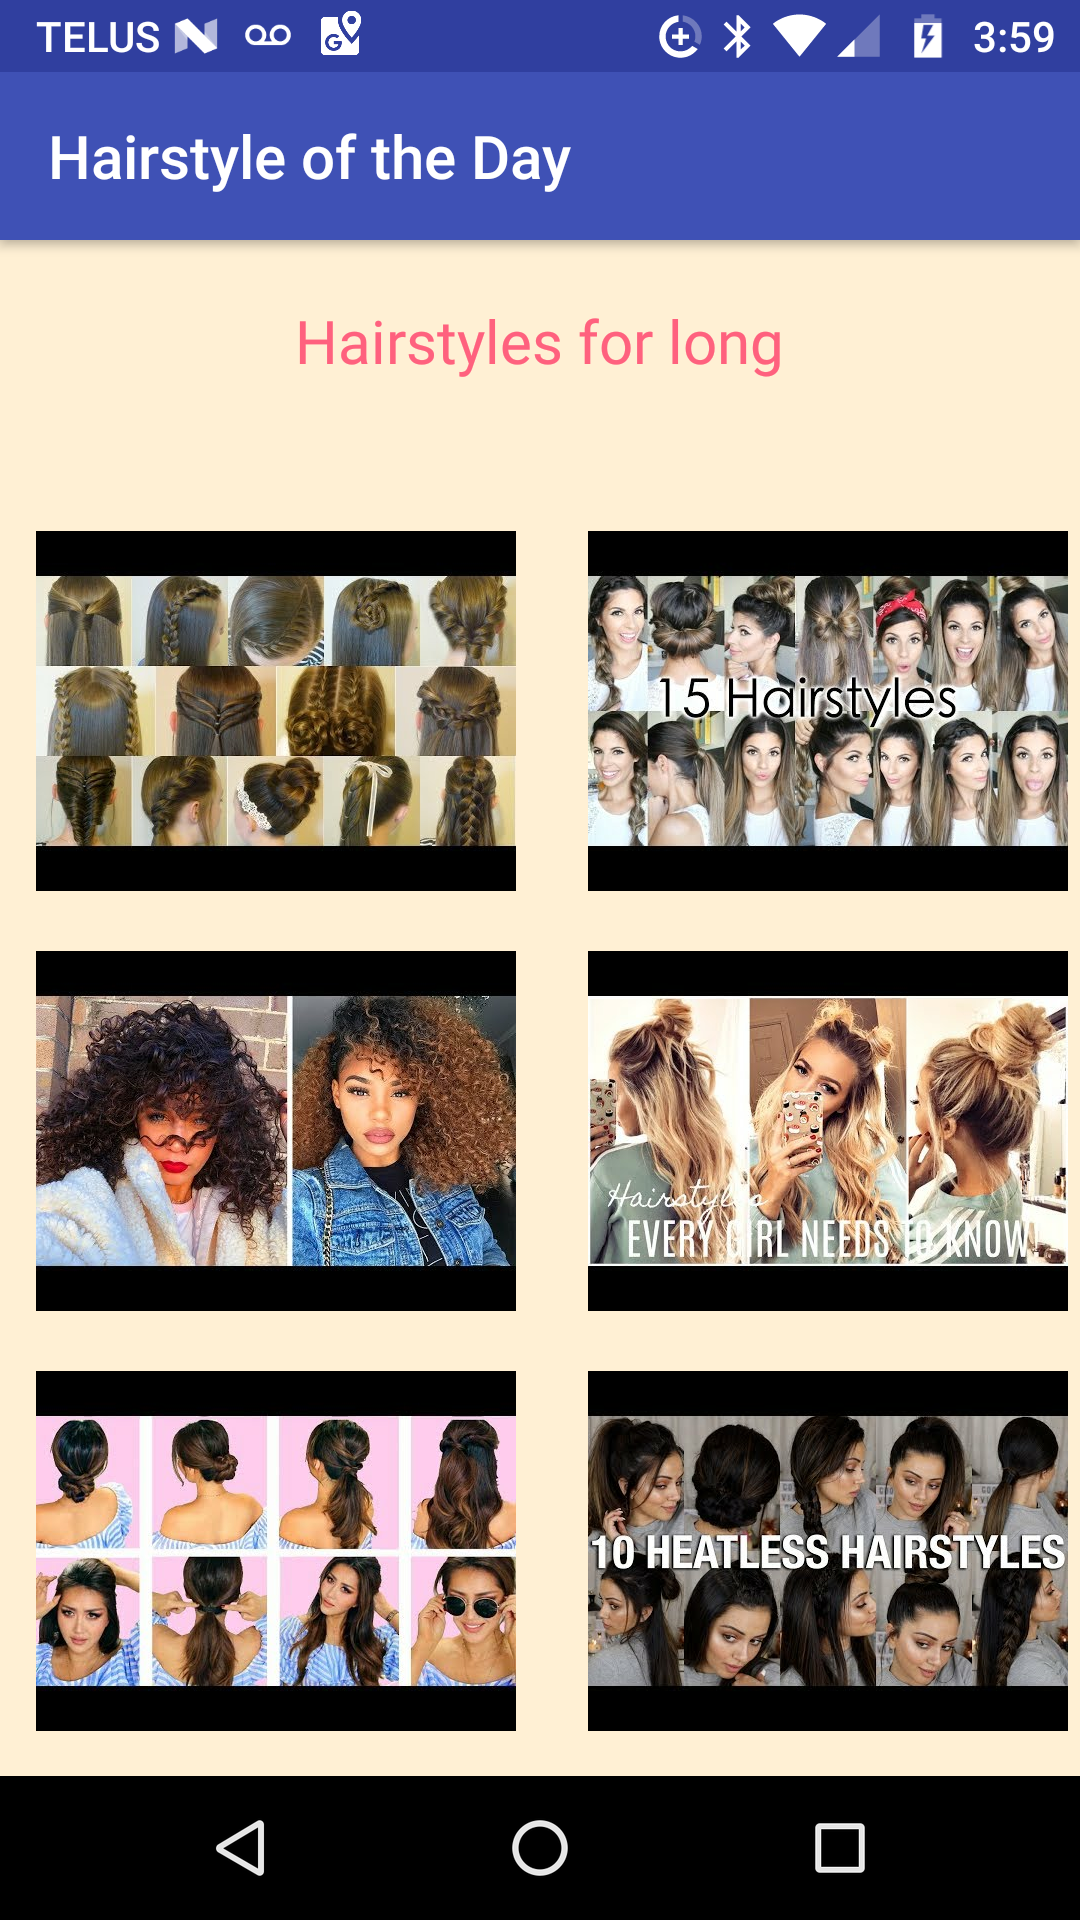 TELUS 3:59
Hairstyle of the Day
Hairstyles for long
15 Hairstyles
Hairstyles
EVERY GIRL NEEDS TO KNOW!
10 HEATLESS HAIRSTYLES